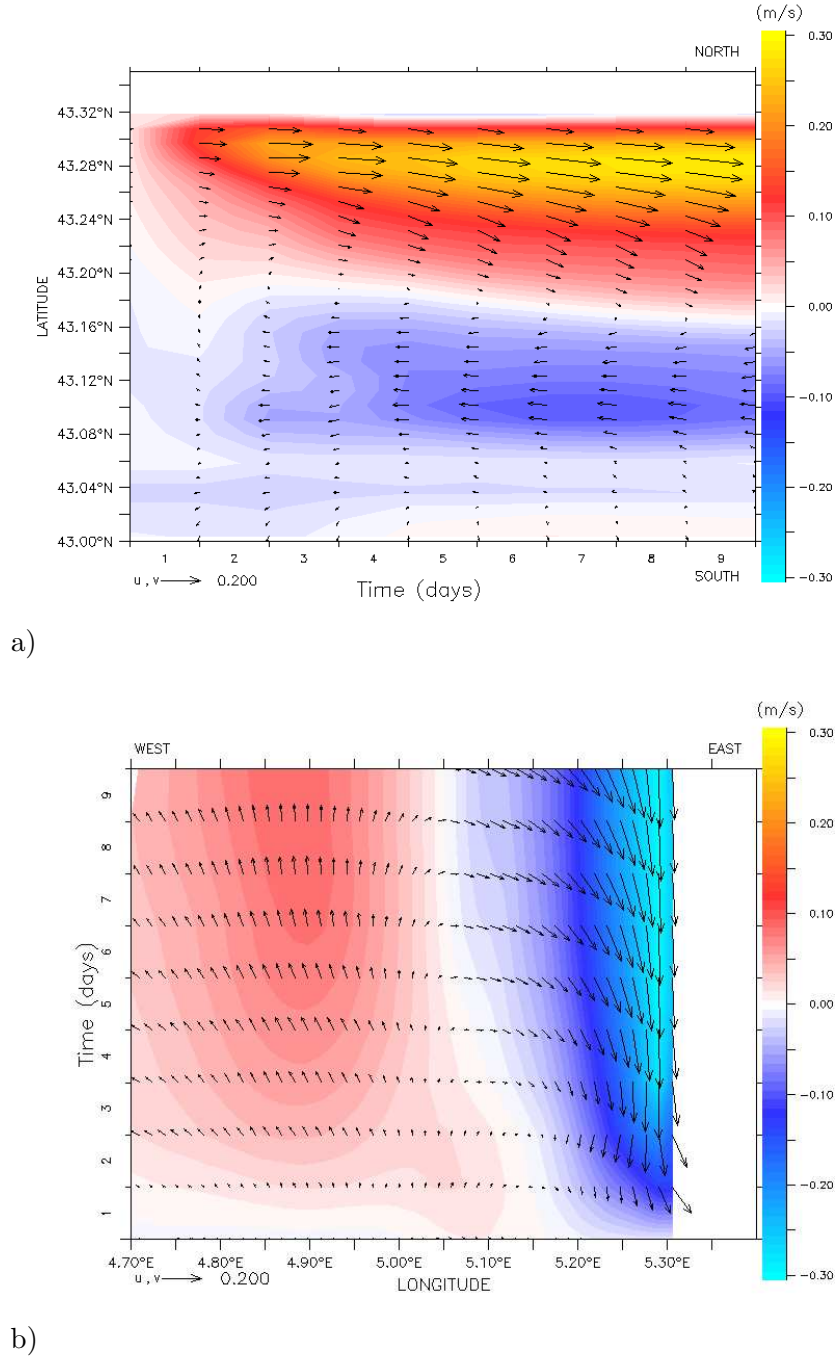 (m/s)
NORTH
0.30
43.32°N
43.28°N
0.20
43.24°N
0.10
43.20°N
LATITUDE
0.00
43.16°N
43.12°N
-0.10
43.08°N
-0.20
43.04°N
43.00°N
-0.30
1 2 3 4 5 6 7 8 9
u,v 0.200
Time (days)
SOUTH
a)
(m/s)
WEST
EAST
0.30
9
0.20
8
0.10
7
Time (days)
6
0.00
5
4
-0.10
3
-0.20
2
1
-0.30
4.70°E 4.80°E 4.90°E 5.00°E 5.10°E 5.20°E 5.30°E
u,v 0.200
LONGITUDE
b)